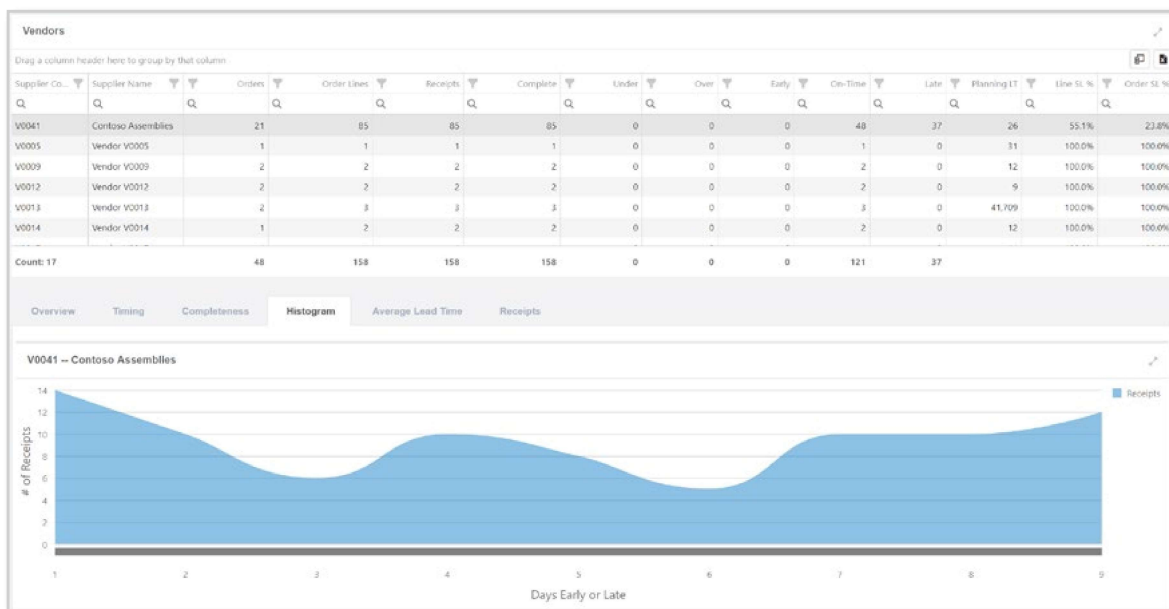 Vendors
Drag a column header here to group by that column
Supplier Co... Supplier Name Orders Order Lines Receipts Complete Under Over Early On-Time Late Planning LT Line SL % Order SL %
V0041 Contoso Assemblies 21 85 85 85 0 0 0 48 37 26 55.1% 23.8%
V0005 Vendor V0005 1 1 1 1 0 0 0 1 0 31 100.0% 100.0%
V0009 Vendor V0009 2 2 2 2 0 0 0 2 0 12 100.0% 100.0%
V0012 Vendor V0012 2 2 2 2 0 0 0 2 0 9 100.0% 100.0%
V0013 Vendor V0013 2 3 3 3 0 0 0 3 0 41,709 100.0% 100.0%
V0014 Vendor V0014 1 2 2 2 0 0 0 2 0 12 100.0% 100.0%
Count: 17 48 158 158 158 0 0 0 121 37
Overview Timing Completeness Histogram Average Lead Time Receipts
V0041 -- Contoso Assemblies
14
Receipts
12
10
8
6
4
2
0
# of Receipts
1 2 3 4 5 6 7 8 9
Days Early or Late